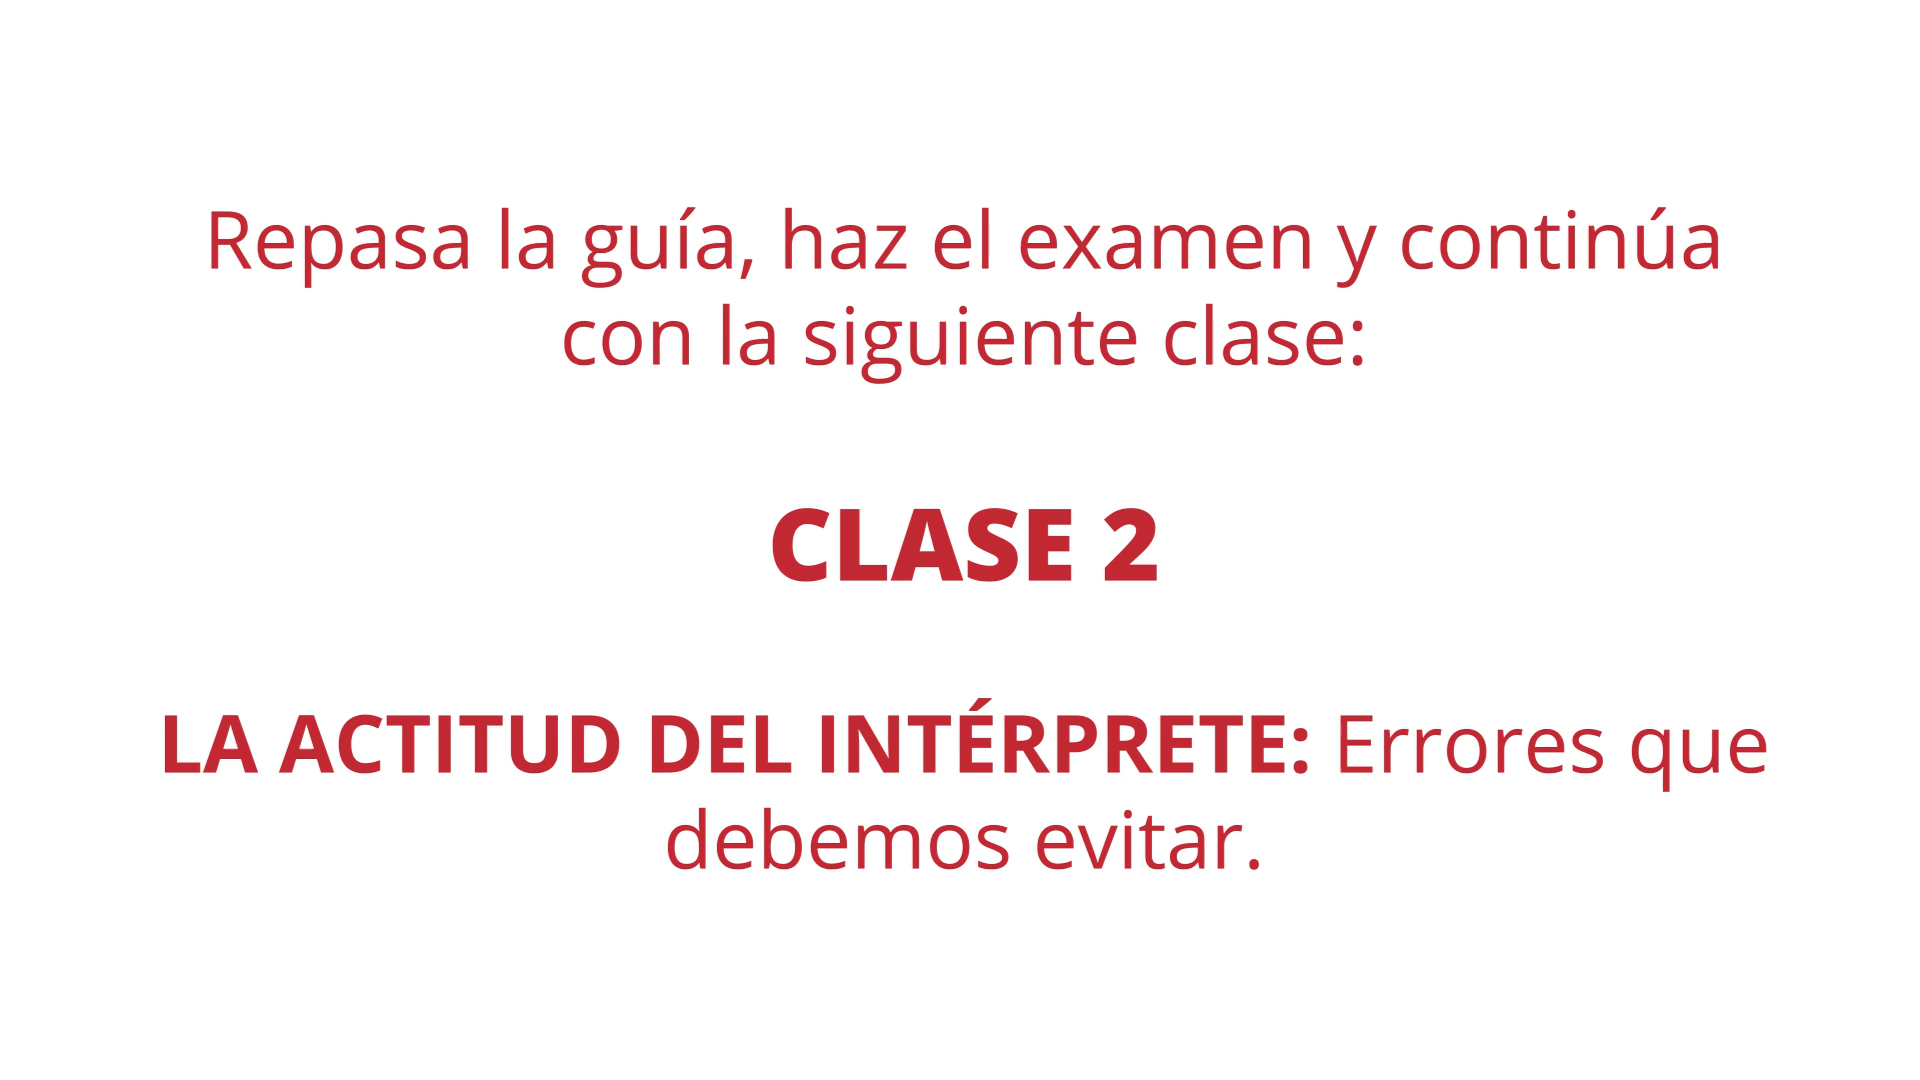 Repasa la guía, haz el examen y continúa
con la siguiente clase:
CLASE 2
LA ACTITUD DEL INTÉRPRETE: Errores que
debemos evitar.